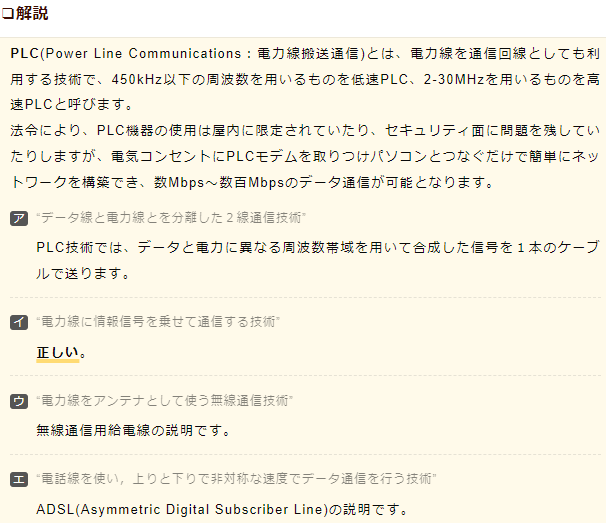 ❏解説
PLC(Power Line Communications：電力線搬送通信)とは、電力線を通信回線としても利
用する技術で、450kHz以下の周波数を用いるものを低速PLC、2-30MHzを用いるものを高
速PLCと呼びます。
法令により、PLC機器の使用は屋内に限定されていたり、セキュリティ面に問題を残してい
たりしますが、電気コンセントにPLCモデムを取りつけパソコンとつなぐだけで簡単にネッ
トワークを構築でき、数Mbps〜数百Mbpsのデータ通信が可能となります。
ア “データ線と電力線とを分離した２線通信技術”
PLC技術では、データと電力に異なる周波数帯域を用いて合成した信号を１本のケーブ
ルで送ります。
イ “電力線に情報信号を乗せて通信する技術”
正しい。
ウ “電力線をアンテナとして使う無線通信技術”
無線通信用給電線の説明です。
エ “電話線を使い，上りと下りで非対称な速度でデータ通信を行う技術”
ADSL(Asymmetric Digital Subscriber Line)の説明です。